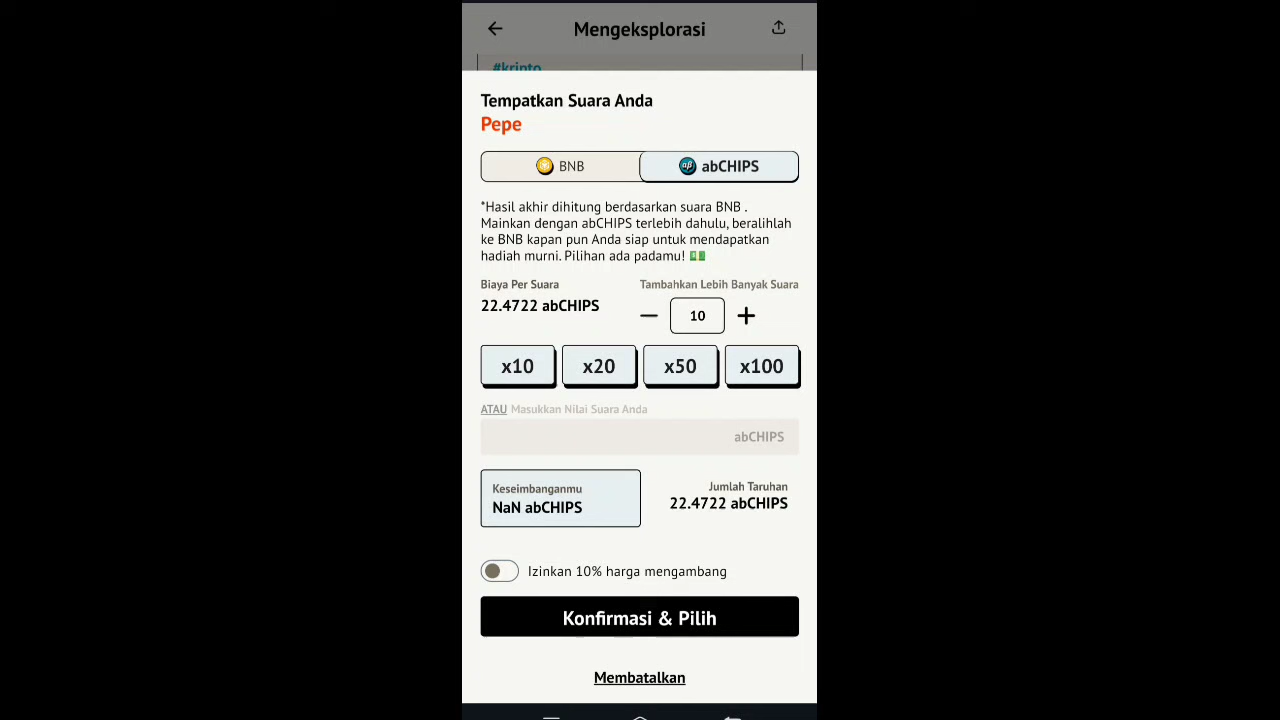 Mengeksplorasi
#kripto
Tempatkan Suara Anda
Pepe
BNB
abCHIPS
*Hasil akhir dihitung berdasarkan suara BNB .
Mainkan dengan abCHIPS terlebih dahulu, beralihlah
ke BNB kapan pun Anda siap untuk mendapatkan
hadiah murni. Pilihan ada padamu! 💵
Biaya Per Suara
22.4722 abCHIPS
Tambahkan Lebih Banyak Suara
— 10 +
x10 x20 x50 x100
ATAU Masukkan Nilai Suara Anda
abCHIPS
Keseimbanganmu
NaN abCHIPS
Jumlah Taruhan
22.4722 abCHIPS
Izinkan 10% harga mengambang
Konfirmasi & Pilih
Membatalkan